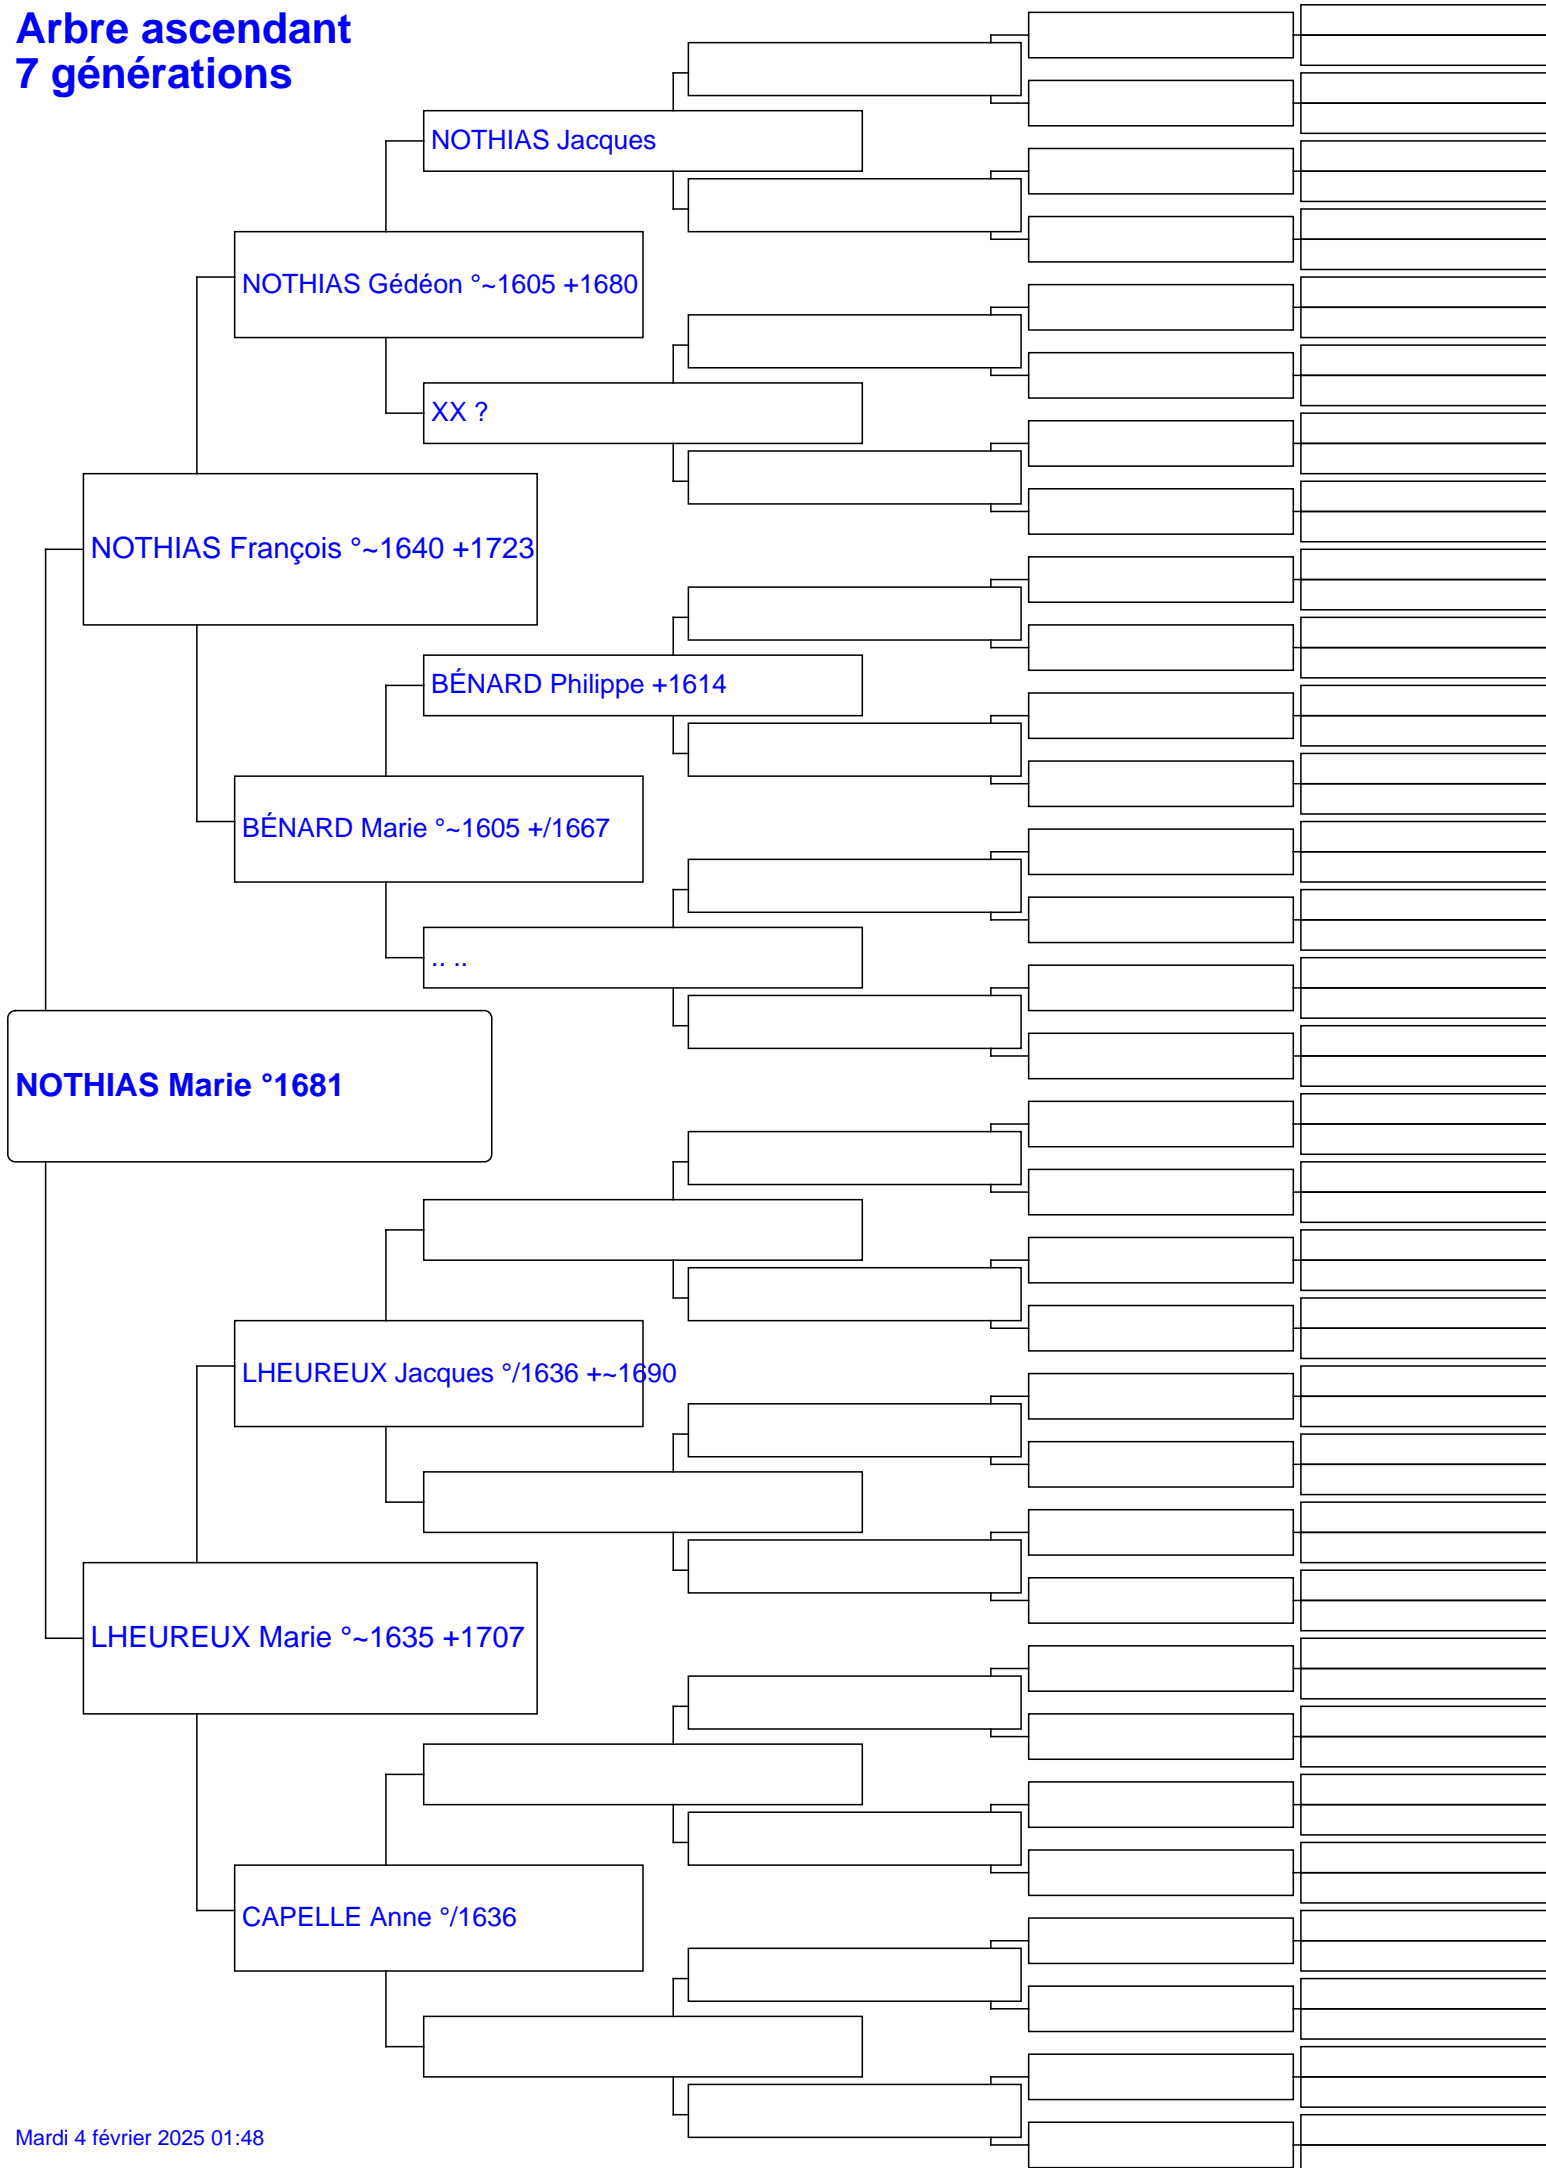 Arbre ascendant
7 générations
NOTHIAS Jacques
NOTHIAS Gédéon °~1605 +1680
XX ?
NOTHIAS François °~1640 +1723
BÉNARD Philippe +1614
BÉNARD Marie °~1605 +/1667
.. ..
NOTHIAS Marie °1681
LHEUREUX Jacques °/1636 +~1690
LHEUREUX Marie °~1635 +1707
CAPELLE Anne °/1636
Mardi 4 février 2025 01:48